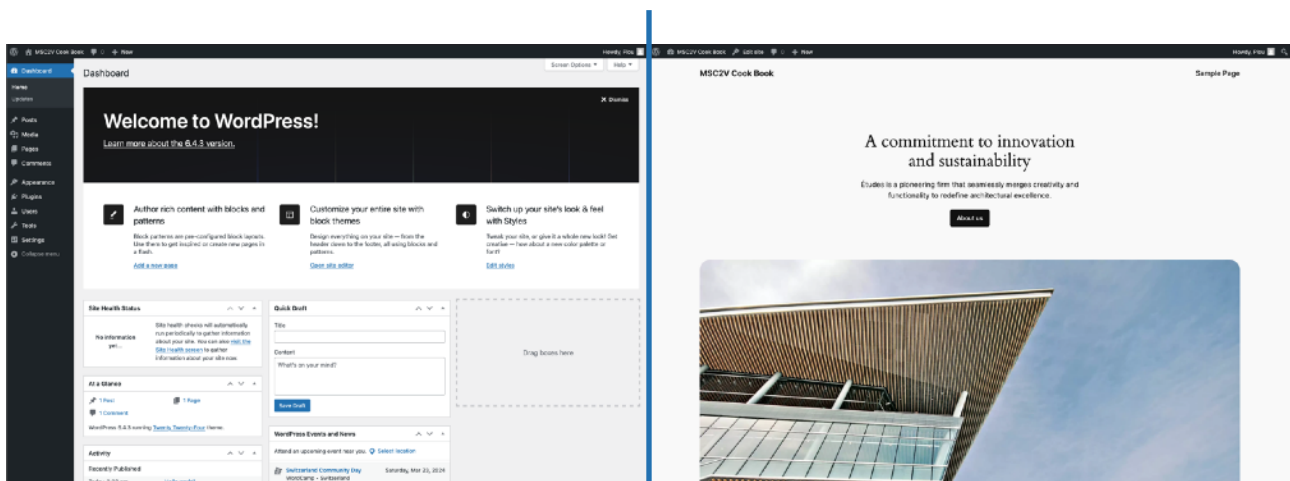 MSC2V Cook Book 0 + New
Howdy, Pou
Dashboard
Home
Updates
Posts
Media
Pages
Comments
Appearance
Plugins
Users
Tools
Settings
Collapse menu
Dashboard
Screen Options
Help
Dismiss
Welcome to WordPress!
Learn more about the 6.4.3 version.
Author rich content with blocks and
patterns
Block patterns are pre-configured block layouts.
Use them to get inspired or create new pages in
a flash.
Add a new page
Customize your entire site with
block themes
Design everything on your site — from the
header down to the footer, all using blocks and
patterns.
Open site editor
Switch up your site's look & feel
with Styles
Tweak your site, or give it a whole new look! Get
creative — how about a new color palette or
font?
Edit styles
Site Health Status
No information
yet...
Site health checks will automatically
run periodically to gather information
about your site. You can also visit the
Site Health screen to gather
information about your site now.
At a Glance
1 Post
1 Page
1 Comment
WordPress 6.4.3 running Twenty Twenty-Four theme.
Activity
Recently Published
Quick Draft
Title
Content
What's on your mind?
Save Draft
WordPress Events and News
Attend an upcoming event near you.
Select location
Switzerland Community Day
Saturday, Mar 23, 2024
WordCamp - Switzerland
Drag boxes here
MSC2V Cook Book Edit site 0 + New
Howdy, Pou
MSC2V Cook Book
Sample Page
A commitment to innovation
and sustainability
Études is a pioneering firm that seamlessly merges creativity and
functionality to redefine architectural excellence.
About us